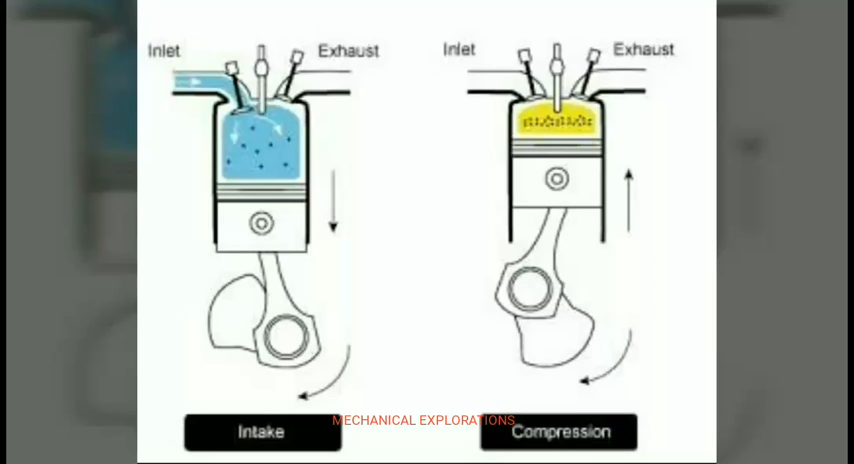 Inlet
Exhaust
Inlet
Exhaust
MECHANICAL EXPLORATIONS
Intake
Compression